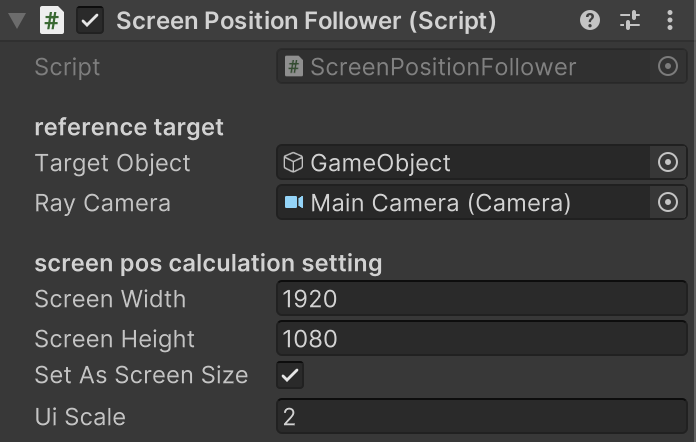 Screen Position Follower (Script)
Script ScreenPositionFollower
reference target
Target Object GameObject
Ray Camera Main Camera (Camera)
screen pos calculation setting
Screen Width 1920
Screen Height 1080
Set As Screen Size
Ui Scale 2